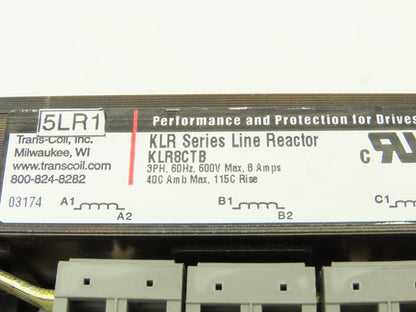 5LR1
Performance and Protection for Drives
Trans-Coil, Inc.
Milwaukee, WI
www.transcoil.com
800-824-8282
03174
KLR Series Line Reactor
KLR8CTB
3PH, 60Hz, 600V Max, 8 Amps
40C Amb Max, 115C Rise
A1
A2
B1
B2
C1
c